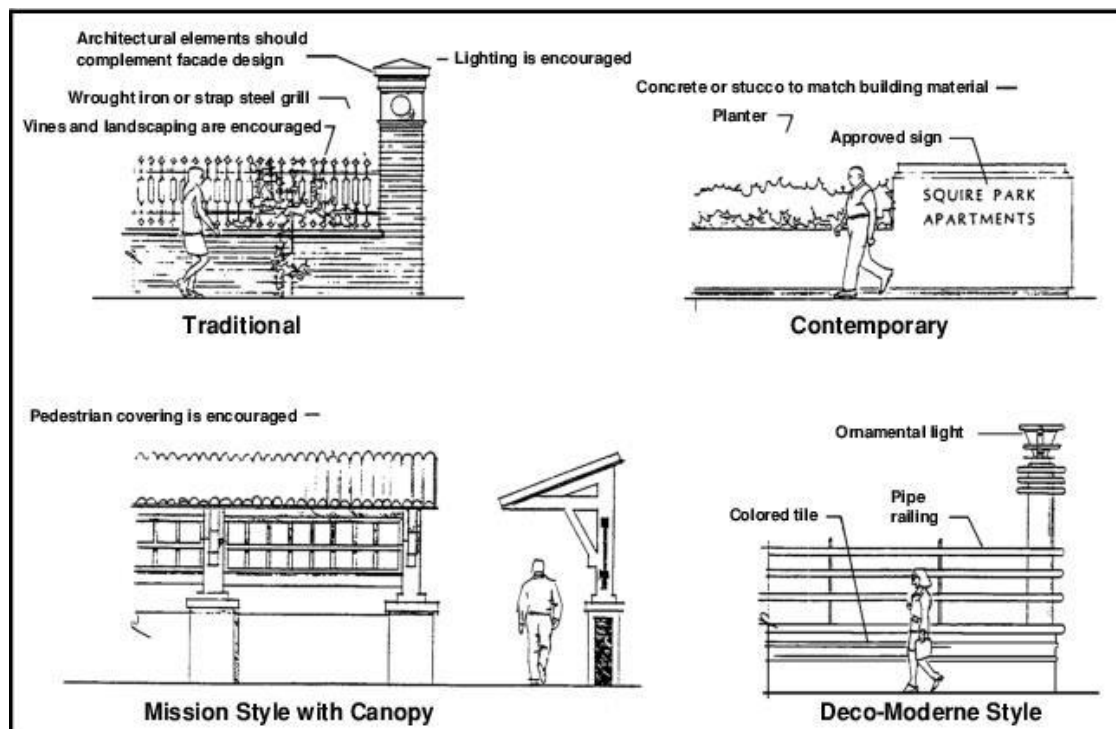 Architectural elements should
complement facade design
Lighting is encouraged
Wrought iron or strap steel grill
Vines and landscaping are encouraged
Traditional
Concrete or stucco to match building material
Planter
Approved sign
SQUIRE PARK
APARTMENTS
Contemporary
Pedestrian covering is encouraged
Mission Style with Canopy
Ornamental light
Pipe
railing
Colored tile
Deco-Moderne Style